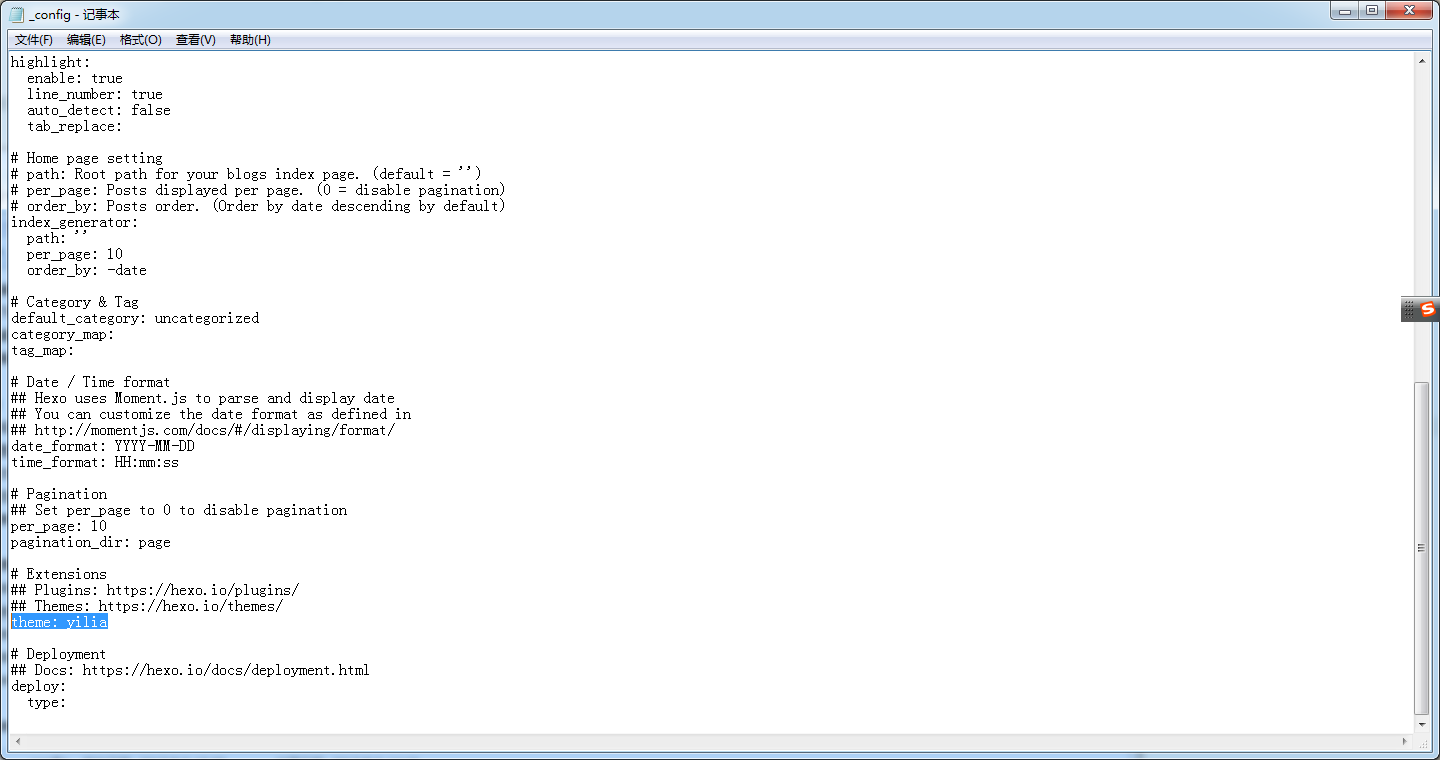 _config - 记事本
文件(F) 编辑(E) 格式(O) 查看(V) 帮助(H)
highlight:
  enable: true
  line_number: true
  auto_detect: false
  tab_replace:

# Home page setting
# path: Root path for your blogs index page. (default = '')
# per_page: Posts displayed per page. (0 = disable pagination)
# order_by: Posts order. (Order by date descending by default)
index_generator:
  path: ''
  per_page: 10
  order_by: -date

# Category & Tag
default_category: uncategorized
category_map:
tag_map:

# Date / Time format
## Hexo uses Moment.js to parse and display date
## You can customize the date format as defined in
## http://momentjs.com/docs/#/displaying/format/
date_format: YYYY-MM-DD
time_format: HH:mm:ss

# Pagination
## Set per_page to 0 to disable pagination
per_page: 10
pagination_dir: page

# Extensions
## Plugins: https://hexo.io/plugins/
## Themes: https://hexo.io/themes/
theme: yilia

# Deployment
## Docs: https://hexo.io/docs/deployment.html
deploy:
  type: